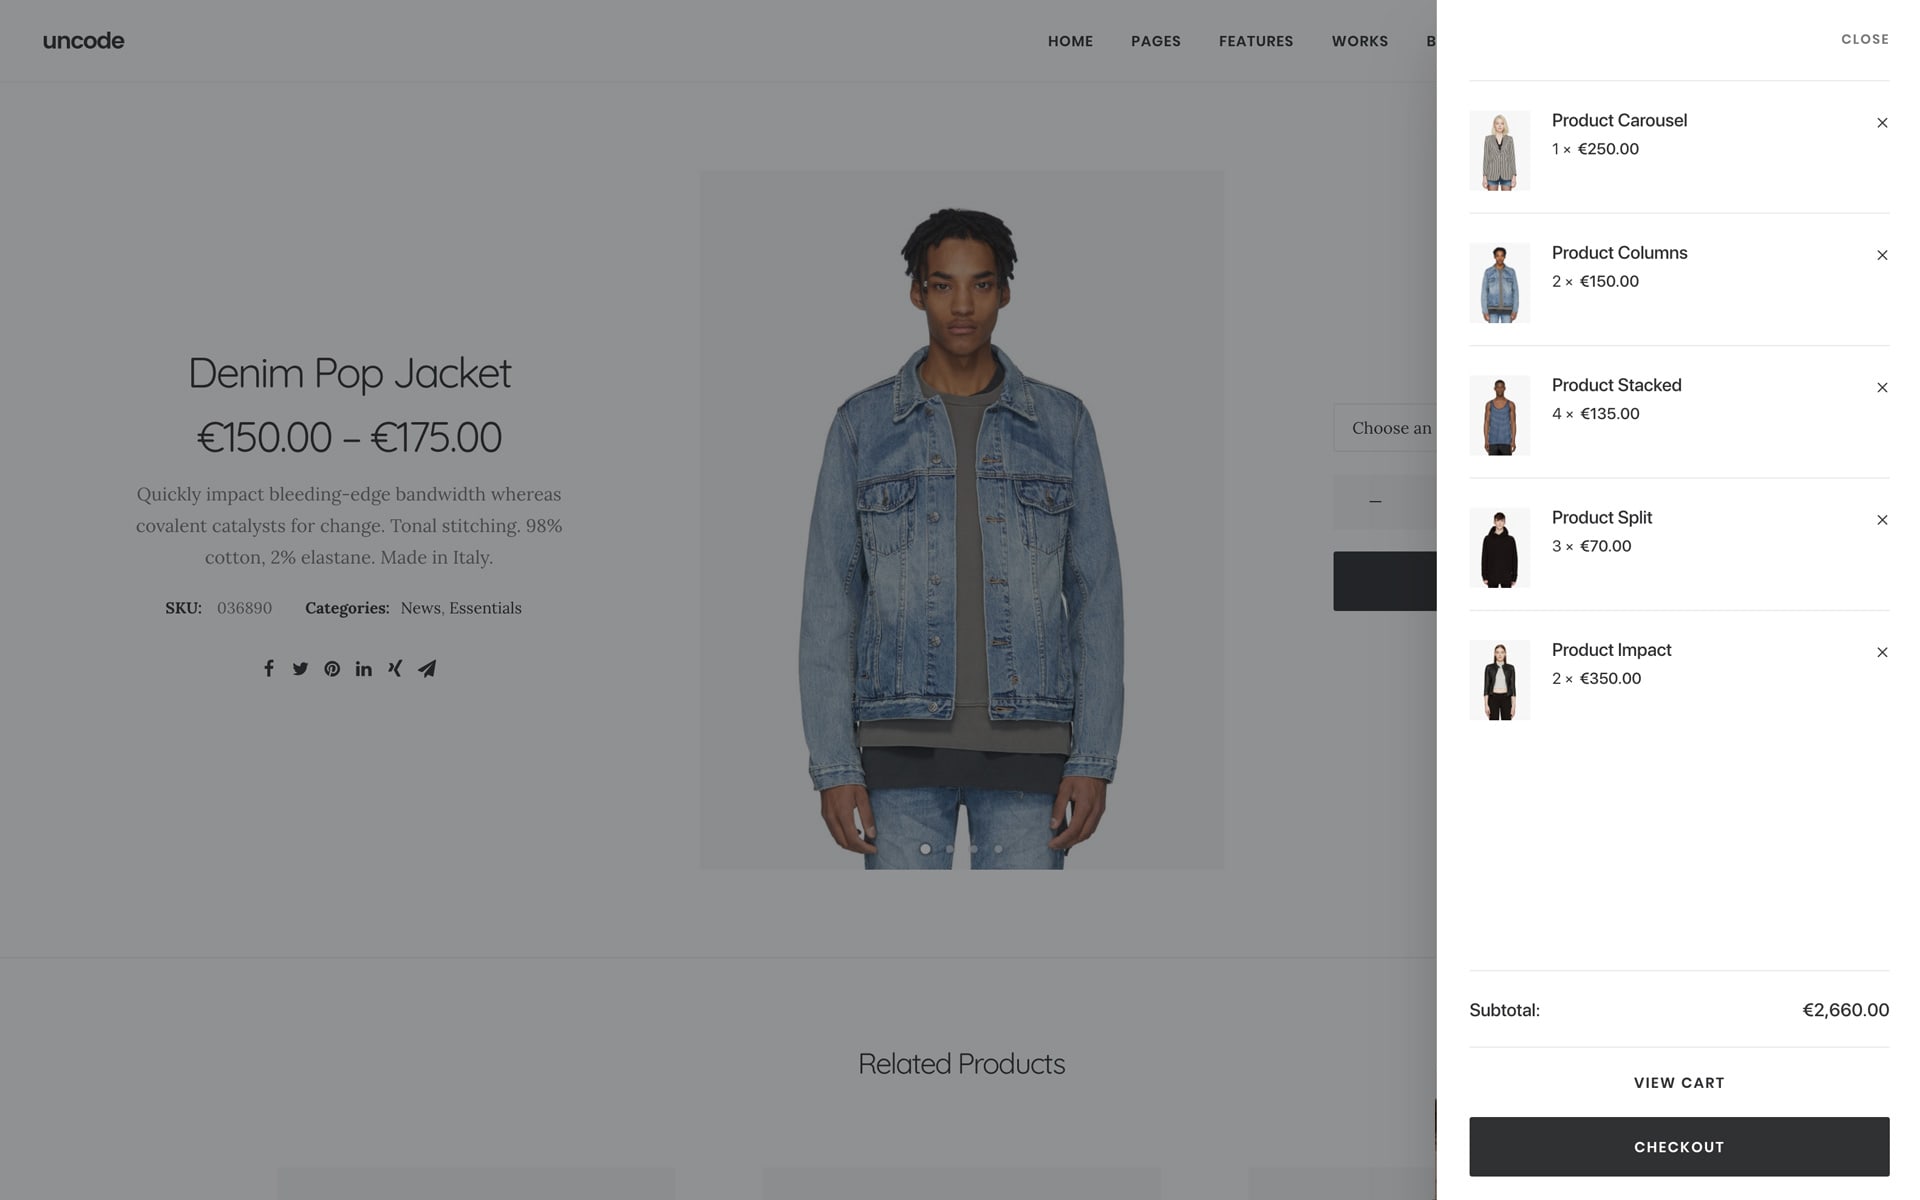 uncode
HOME PAGES FEATURES WORKS B
Denim Pop Jacket
€150.00 – €175.00
Quickly impact bleeding-edge bandwidth whereas
covalent catalysts for change. Tonal stitching. 98%
cotton, 2% elastane. Made in Italy.
SKU: 036890 Categories: News, Essentials
Choose an
Related Products
CLOSE
Product Carousel
1 × €250.00
Product Columns
2 × €150.00
Product Stacked
4 × €135.00
Product Split
3 × €70.00
Product Impact
2 × €350.00
Subtotal: €2,660.00
VIEW CART
CHECKOUT